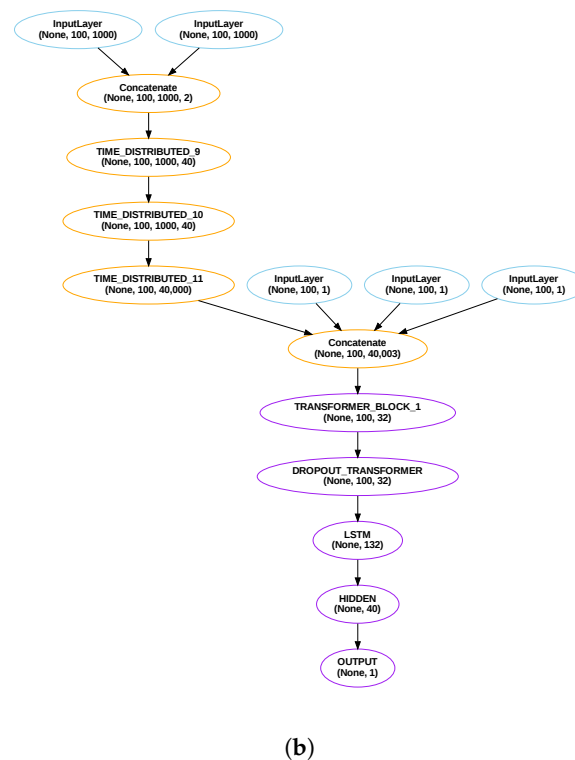 InputLayer
(None, 100, 1000)
InputLayer
(None, 100, 1000)
Concatenate
(None, 100, 1000, 2)
TIME_DISTRIBUTED_9
(None, 100, 1000, 40)
TIME_DISTRIBUTED_10
(None, 100, 1000, 40)
TIME_DISTRIBUTED_11
(None, 100, 40,000)
InputLayer
(None, 100, 1)
InputLayer
(None, 100, 1)
InputLayer
(None, 100, 1)
Concatenate
(None, 100, 40,003)
TRANSFORMER_BLOCK_1
(None, 100, 32)
DROPOUT_TRANSFORMER
(None, 100, 32)
LSTM
(None, 132)
HIDDEN
(None, 40)
OUTPUT
(None, 1)
(b)